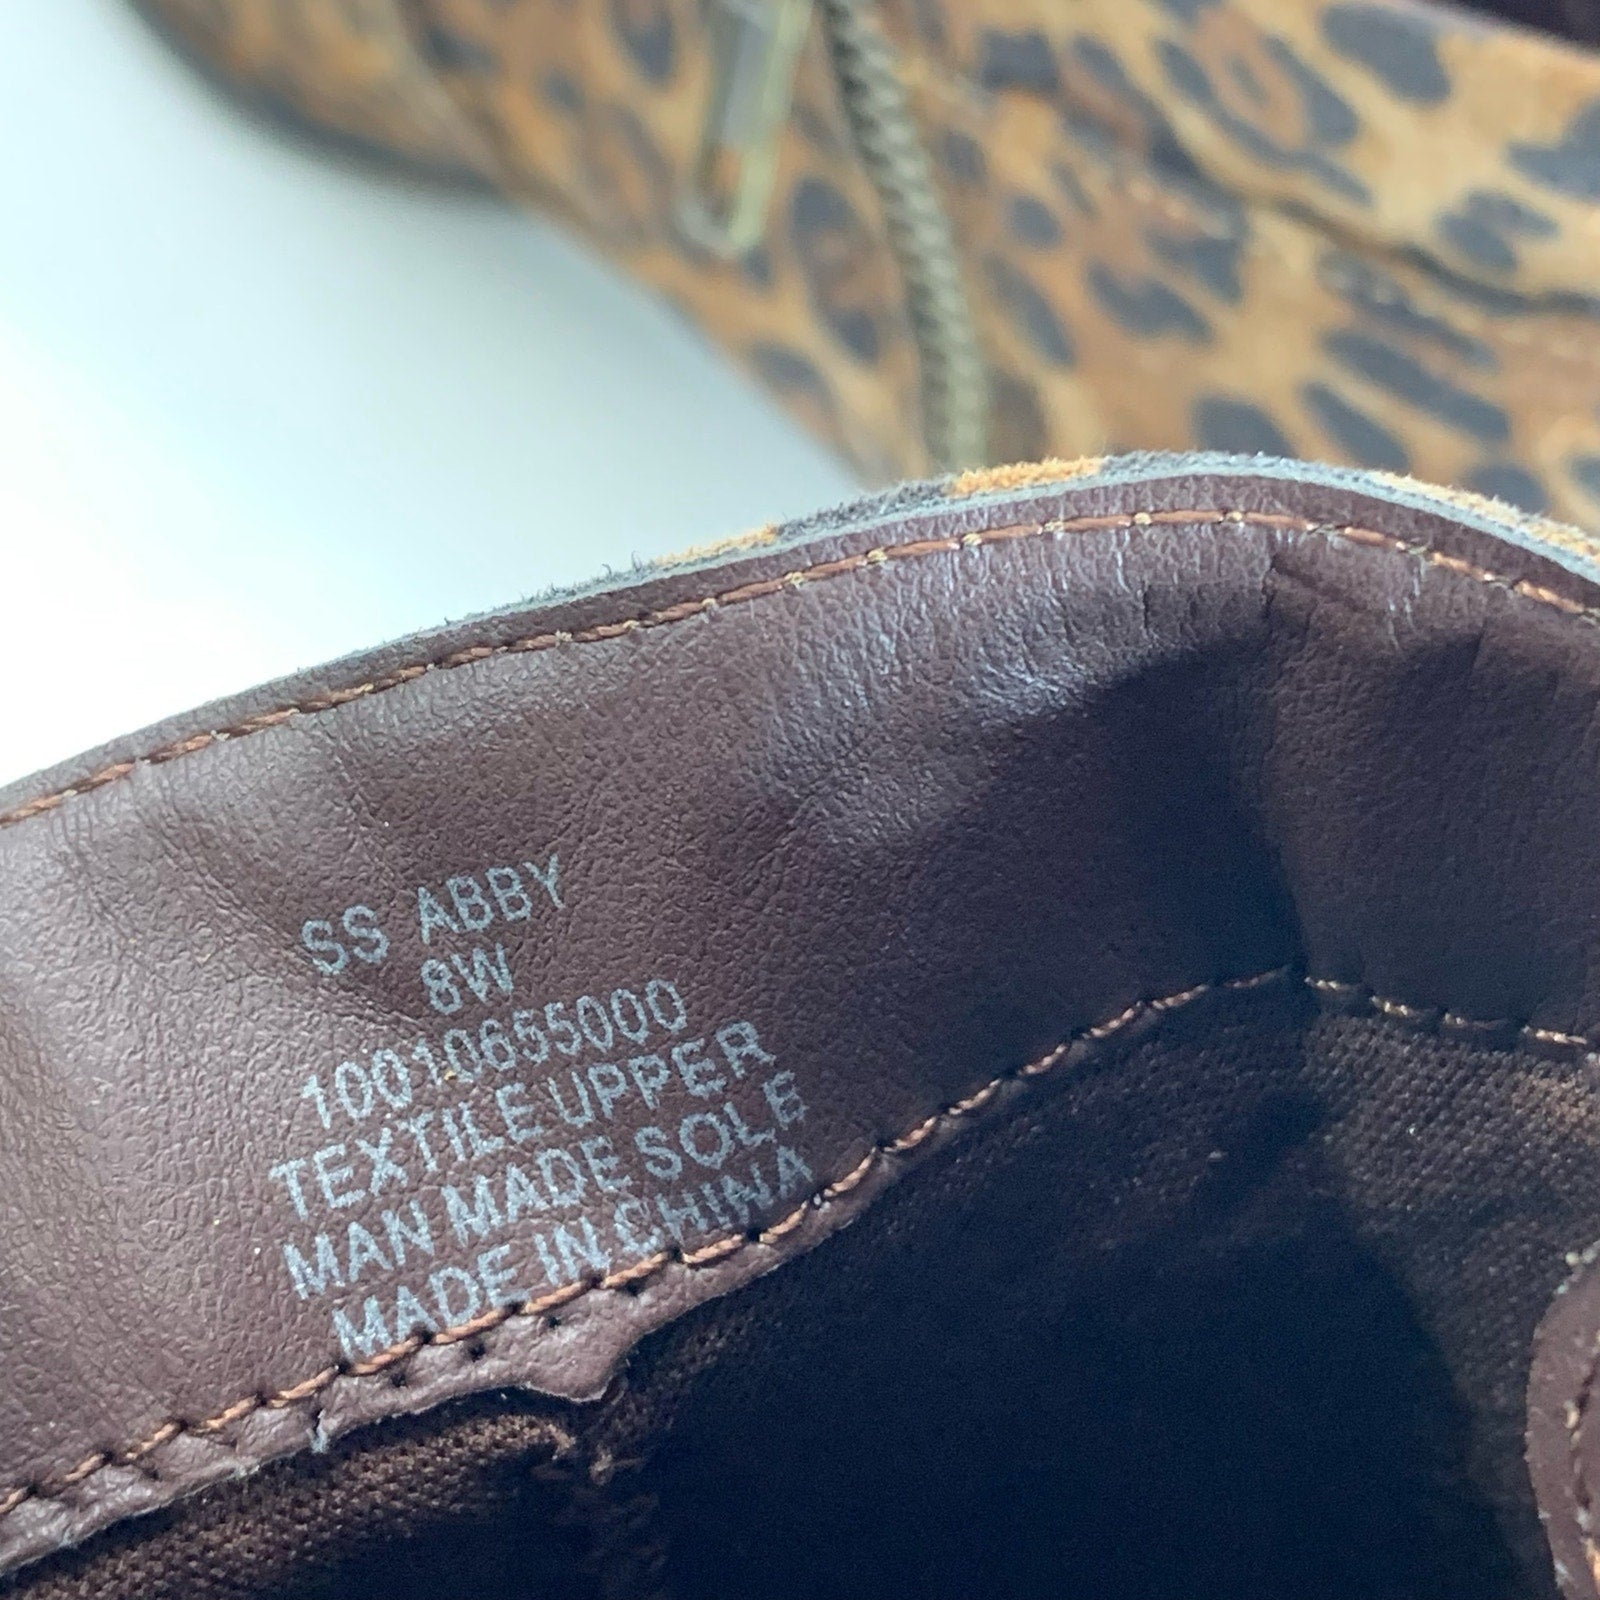 SS ABBY
8W
10010655000
TEXTILE UPPER
MAN MADE SOLE
MADE IN CHINA